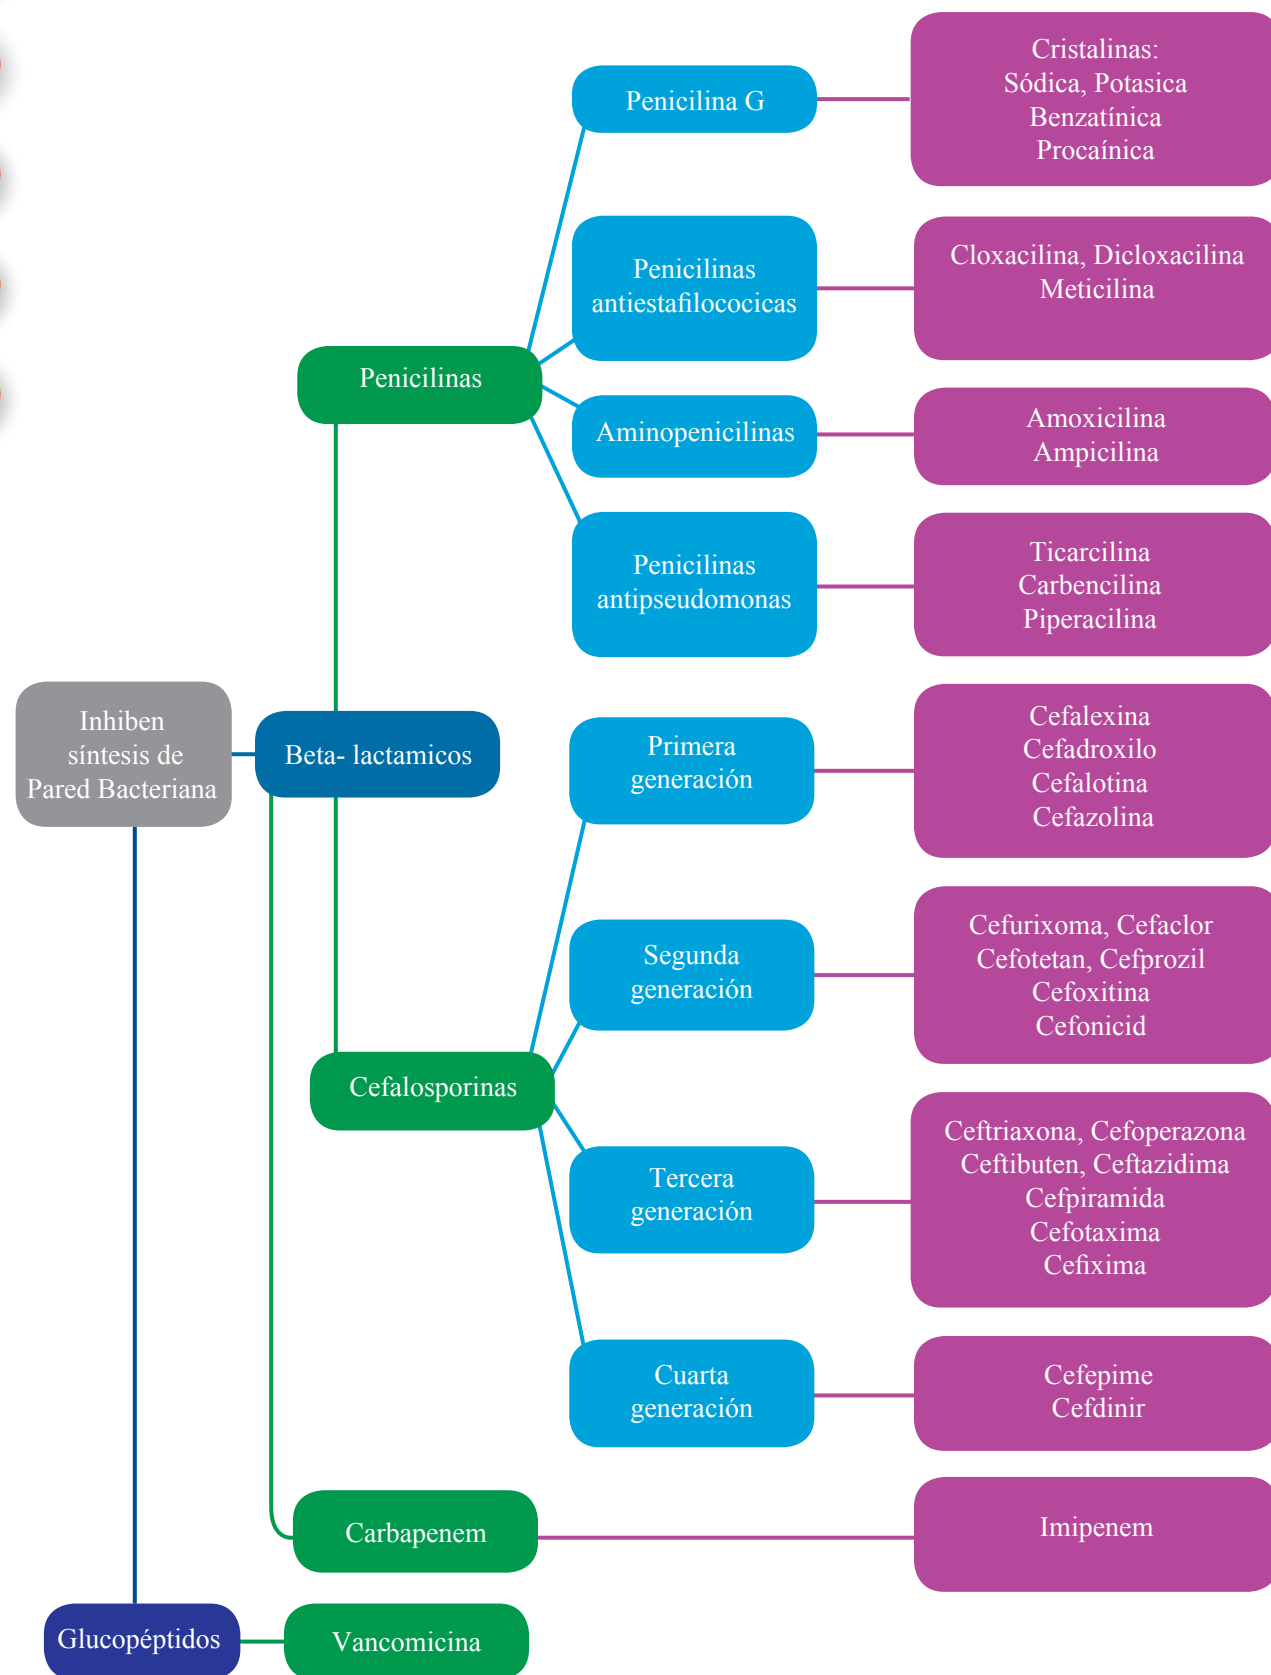 Cristalinas:
Sódica, Potasica
Benzatínica
Procaínica
Penicilina G
Penicilinas
antiestafilococicas
Cloxacilina, Dicloxacilina
Meticilina
Penicilinas
Aminopenicilinas
Amoxicilina
Ampicilina
Penicilinas
antipseudomonas
Ticarcilina
Carbencilina
Piperacilina
Inhiben
síntesis de
Pared Bacteriana
Beta- lactamicos
Primera
generación
Cefalexina
Cefadroxilo
Cefalotina
Cefazolina
Segunda
generación
Cefurixoma, Cefaclor
Cefotetan, Cefprozil
Cefoxitina
Cefonicid
Cefalosporinas
Tercera
generación
Ceftriaxona, Cefoperazona
Ceftibuten, Ceftazidima
Cefpiramida
Cefotaxima
Cefixima
Cuarta
generación
Cefepime
Cefdinir
Carbapenem
Imipenem
Glucopéptidos
Vancomicina